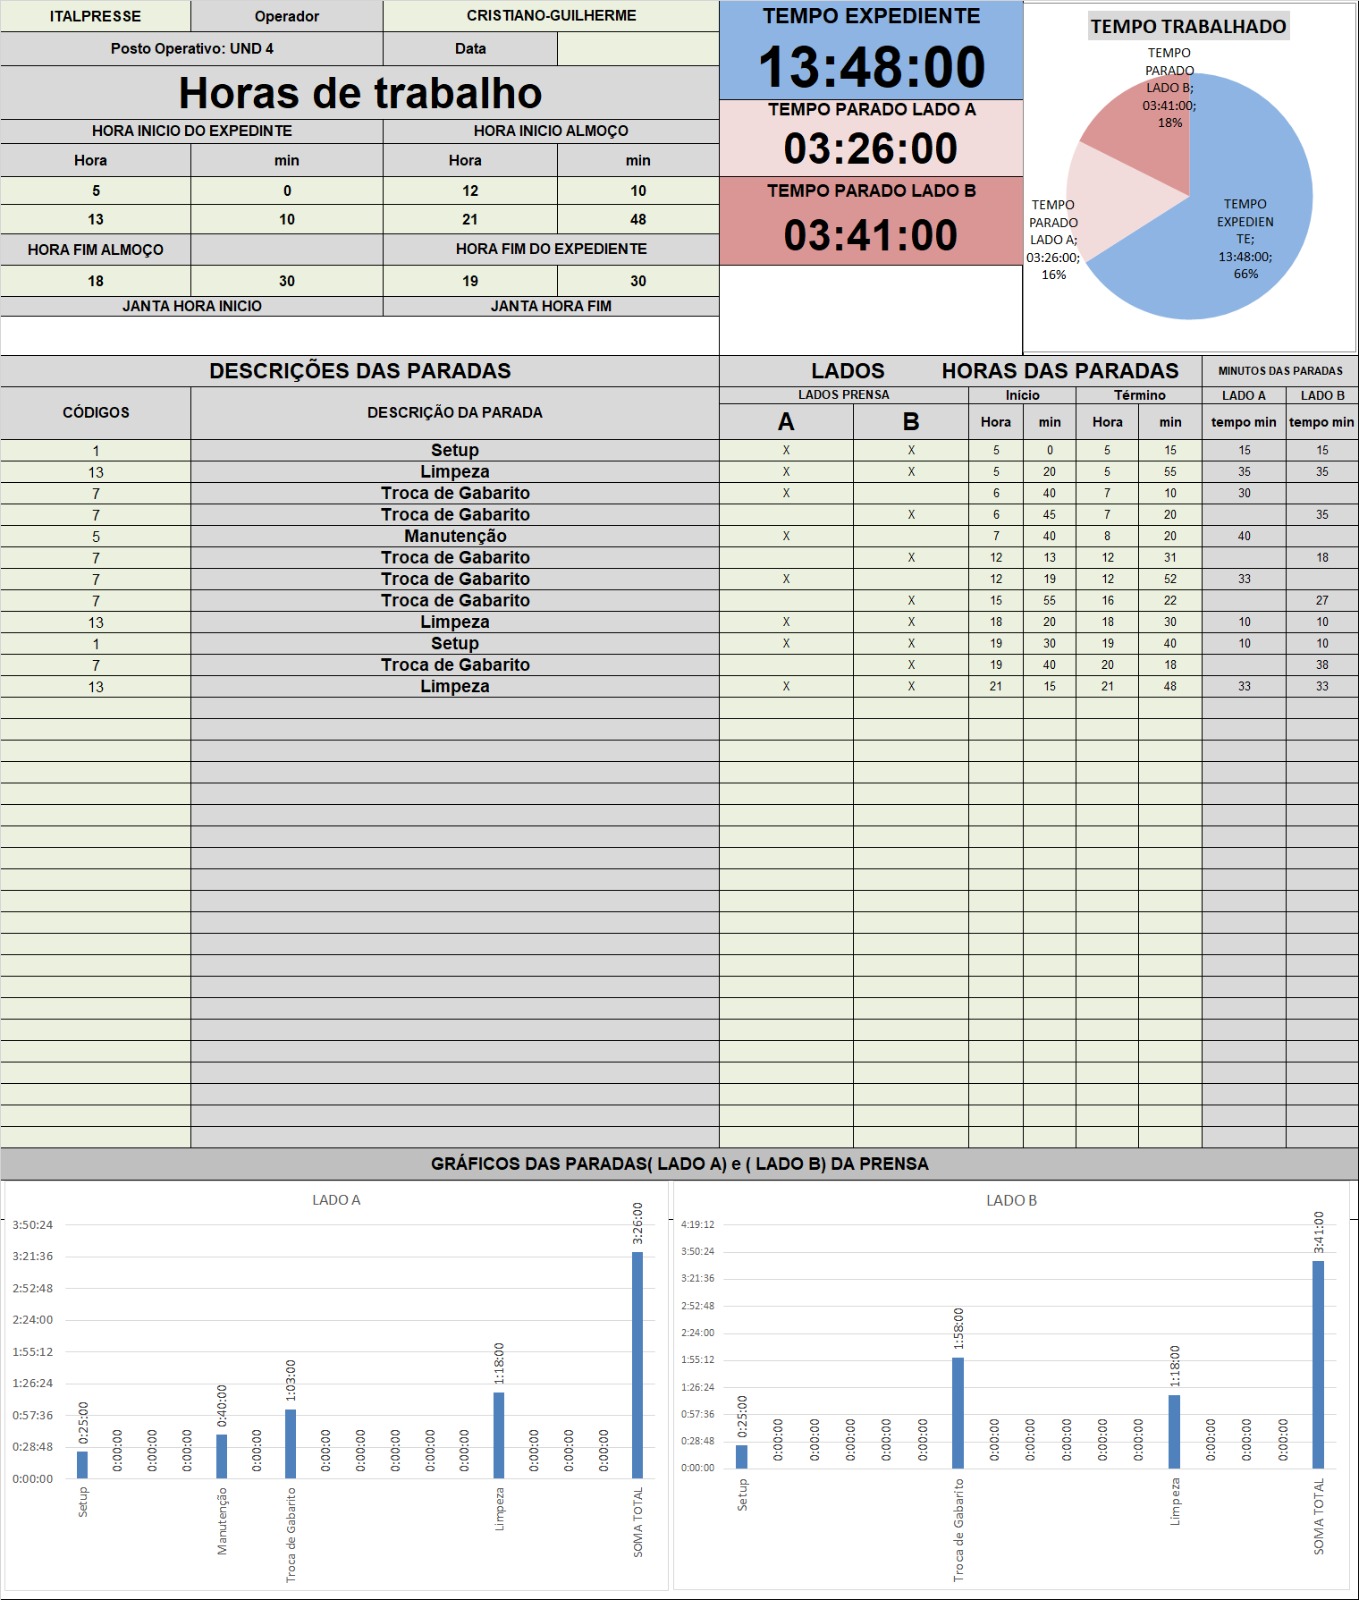 ITALPRESSE Operador CRISTIANO-GUILHERME
Posto Operativo: UND 4 Data
Horas de trabalho
HORA INICIO DO EXPEDINTE HORA INICIO ALMOÇO
Hora min Hora min
5 0 12 10
13 10 21 48
HORA FIM ALMOÇO HORA FIM DO EXPEDIENTE
18 30 19 30
JANTA HORA INICIO JANTA HORA FIM
TEMPO EXPEDIENTE
13:48:00
TEMPO PARADO LADO A
03:26:00
TEMPO PARADO LADO B
03:41:00
TEMPO TRABALHADO
TEMPO
PARADO
LADO B;
03:41:00;
18%
TEMPO
PARADO
LADO A;
03:26:00;
16%
TEMPO
EXPEDIEN
TE;
13:48:00;
66%
DESCRIÇÕES DAS PARADAS LADOS HORAS DAS PARADAS MINUTOS DAS PARADAS
CÓDIGOS DESCRIÇÃO DA PARADA LADOS PRENSA Início Término LADO A LADO B
A B Hora min Hora min tempo min tempo min
1 Setup X X 5 0 5 15 15 15
13 Limpeza X X 5 20 5 55 35 35
7 Troca de Gabarito X 6 40 7 10 30
7 Troca de Gabarito X 6 45 7 20 35
5 Manutenção X 7 40 8 20 40
7 Troca de Gabarito X 12 13 12 31 18
7 Troca de Gabarito X 12 19 12 52 33
7 Troca de Gabarito X 15 55 16 22 27
13 Limpeza X X 18 20 18 30 10 10
1 Setup X X 19 30 19 40 10 10
7 Troca de Gabarito X 19 40 20 18 38
13 Limpeza X X 21 15 21 48 33 33
GRÁFICOS DAS PARADAS( LADO A) e ( LADO B) DA PRENSA
LADO A
3:50:24
3:21:36
2:52:48
2:24:00
1:55:12
1:26:24
0:57:36
0:28:48
0:00:00
0:25:00 0:00:00 0:00:00 0:00:00 0:40:00 0:00:00 1:03:00 0:00:00 0:00:00 0:00:00 0:00:00 0:00:00 1:18:00 0:00:00 0:00:00 0:00:00 3:26:00
Setup Manutenção Troca de Gabarito Limpeza SOMA TOTAL
LADO B
4:19:12
3:50:24
3:21:36
2:52:48
2:24:00
1:55:12
1:26:24
0:57:36
0:28:48
0:00:00
0:25:00 0:00:00 0:00:00 0:00:00 0:00:00 0:00:00 1:58:00 0:00:00 0:00:00 0:00:00 0:00:00 0:00:00 1:18:00 0:00:00 0:00:00 0:00:00 3:41:00
Setup Troca de Gabarito Limpeza SOMA TOTAL